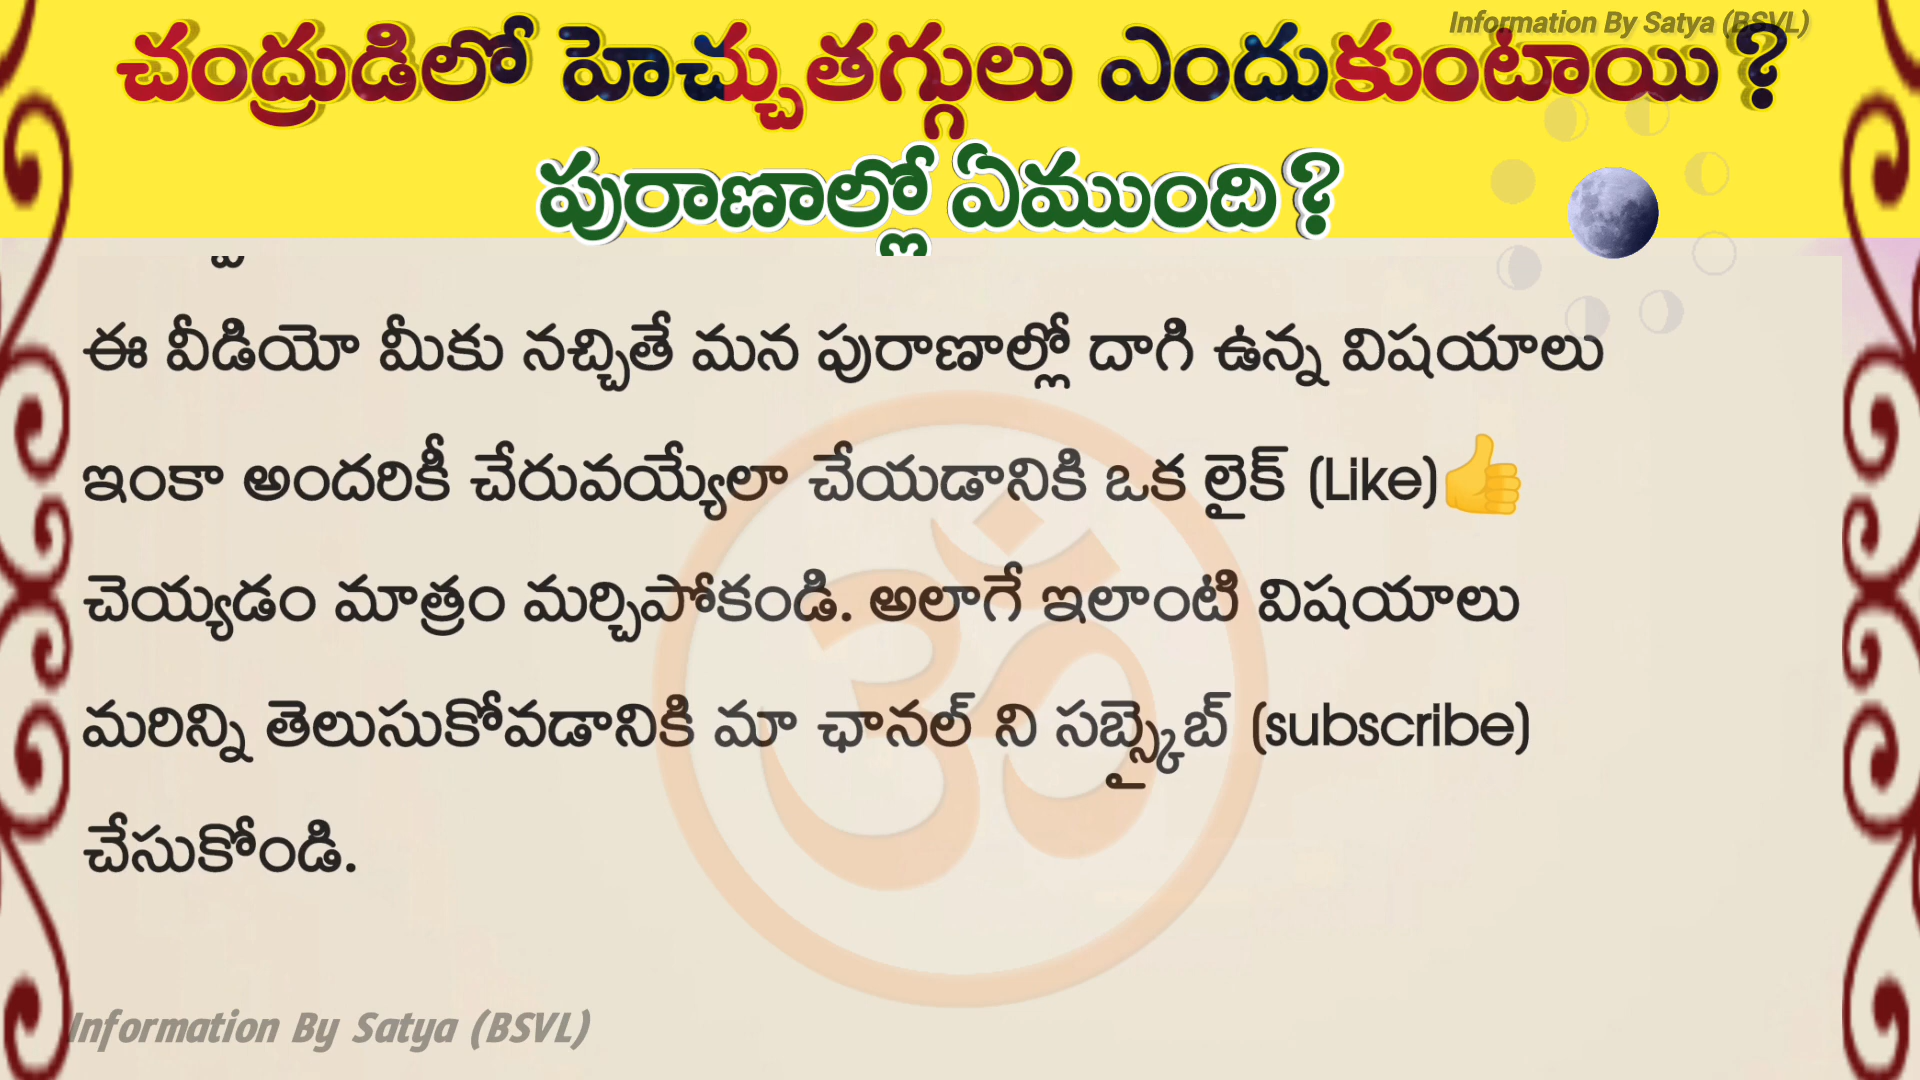 Information By Satya (BSVL)
చంద్రుడిలో హెచ్చుతగ్గులు ఎందుకుంటాయి?
పురాణాల్లో ఏముంది?
ఈ వీడియో మీకు నచ్చితే మన పురాణాల్లో దాగి ఉన్న విషయాలు
ఇంకా అందరికీ చేరువయ్యేలా చేయడానికి ఒక లైక్ (Like)👍
చెయ్యడం మాత్రం మర్చిపోకండి. అలాగే ఇలాంటి విషయాలు
మరిన్ని తెలుసుకోవడానికి మా ఛానల్ ని సబ్స్క్రైబ్ (subscribe)
చేసుకోండి.
Information By Satya (BSVL)